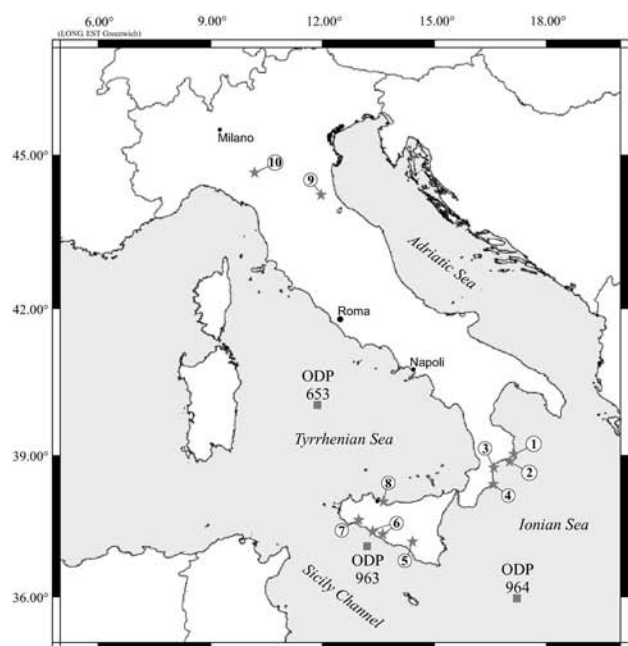 6.00° 9.00° 12.00° 15.00° 18.00°
(LONG. EST Greenwich)
Milano
45.00°
10
9
Adriatic Sea
42.00°
Roma
Napoli
ODP
653
Tyrrhenian Sea
39.00°
3
1
2
4
8
Ionian Sea
7
6
5
ODP
963
ODP
964
Sicily Channel
36.00°